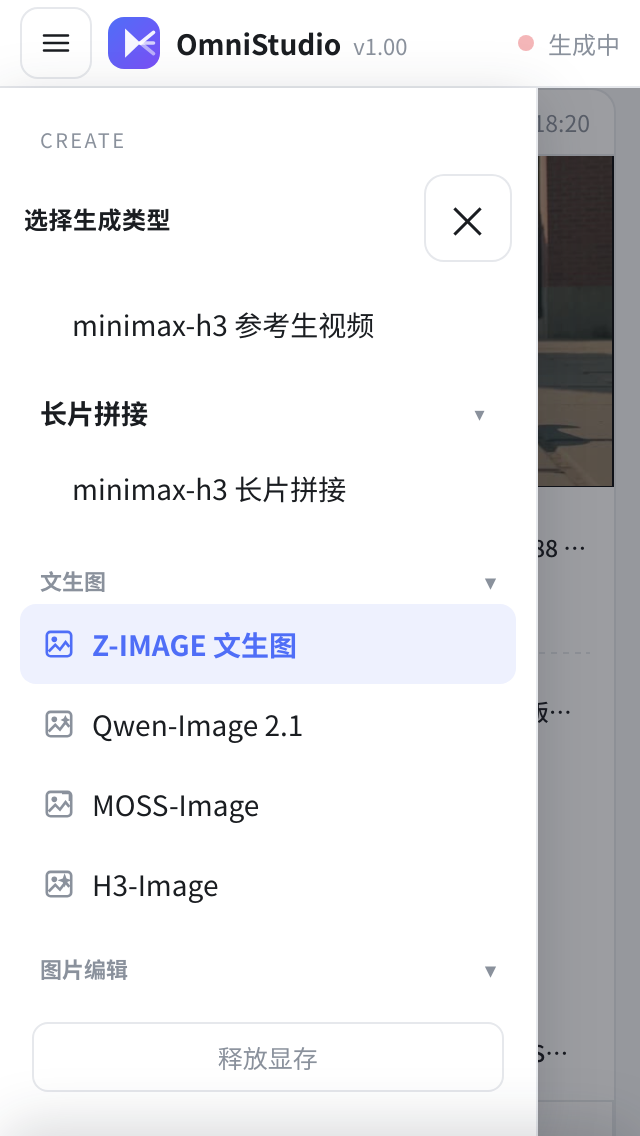 OmniStudio v1.00
生成中
CREATE
18:20
选择生成类型
minimax-h3 参考生视频
长片拼接
minimax-h3 长片拼接
38 ···
文生图
Z-IMAGE 文生图
Qwen-Image 2.1
版···
MOSS-Image
H3-Image
图片编辑
释放显存
S···